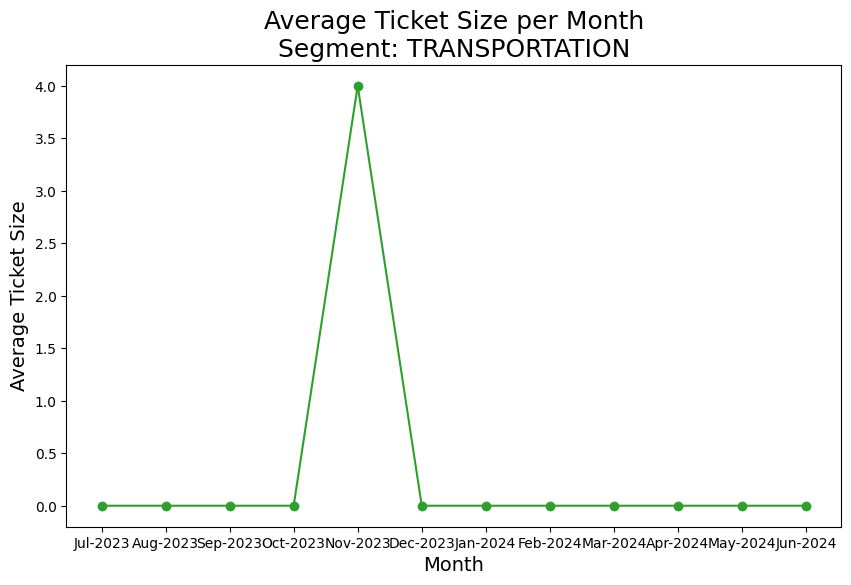 Average Ticket Size per Month
Segment: TRANSPORTATION
Average Ticket Size
4.0
3.5
3.0
2.5
2.0
1.5
1.0
0.5
0.0
Jul-2023 Aug-2023 Sep-2023 Oct-2023 Nov-2023 Dec-2023 Jan-2024 Feb-2024 Mar-2024 Apr-2024 May-2024 Jun-2024
Month